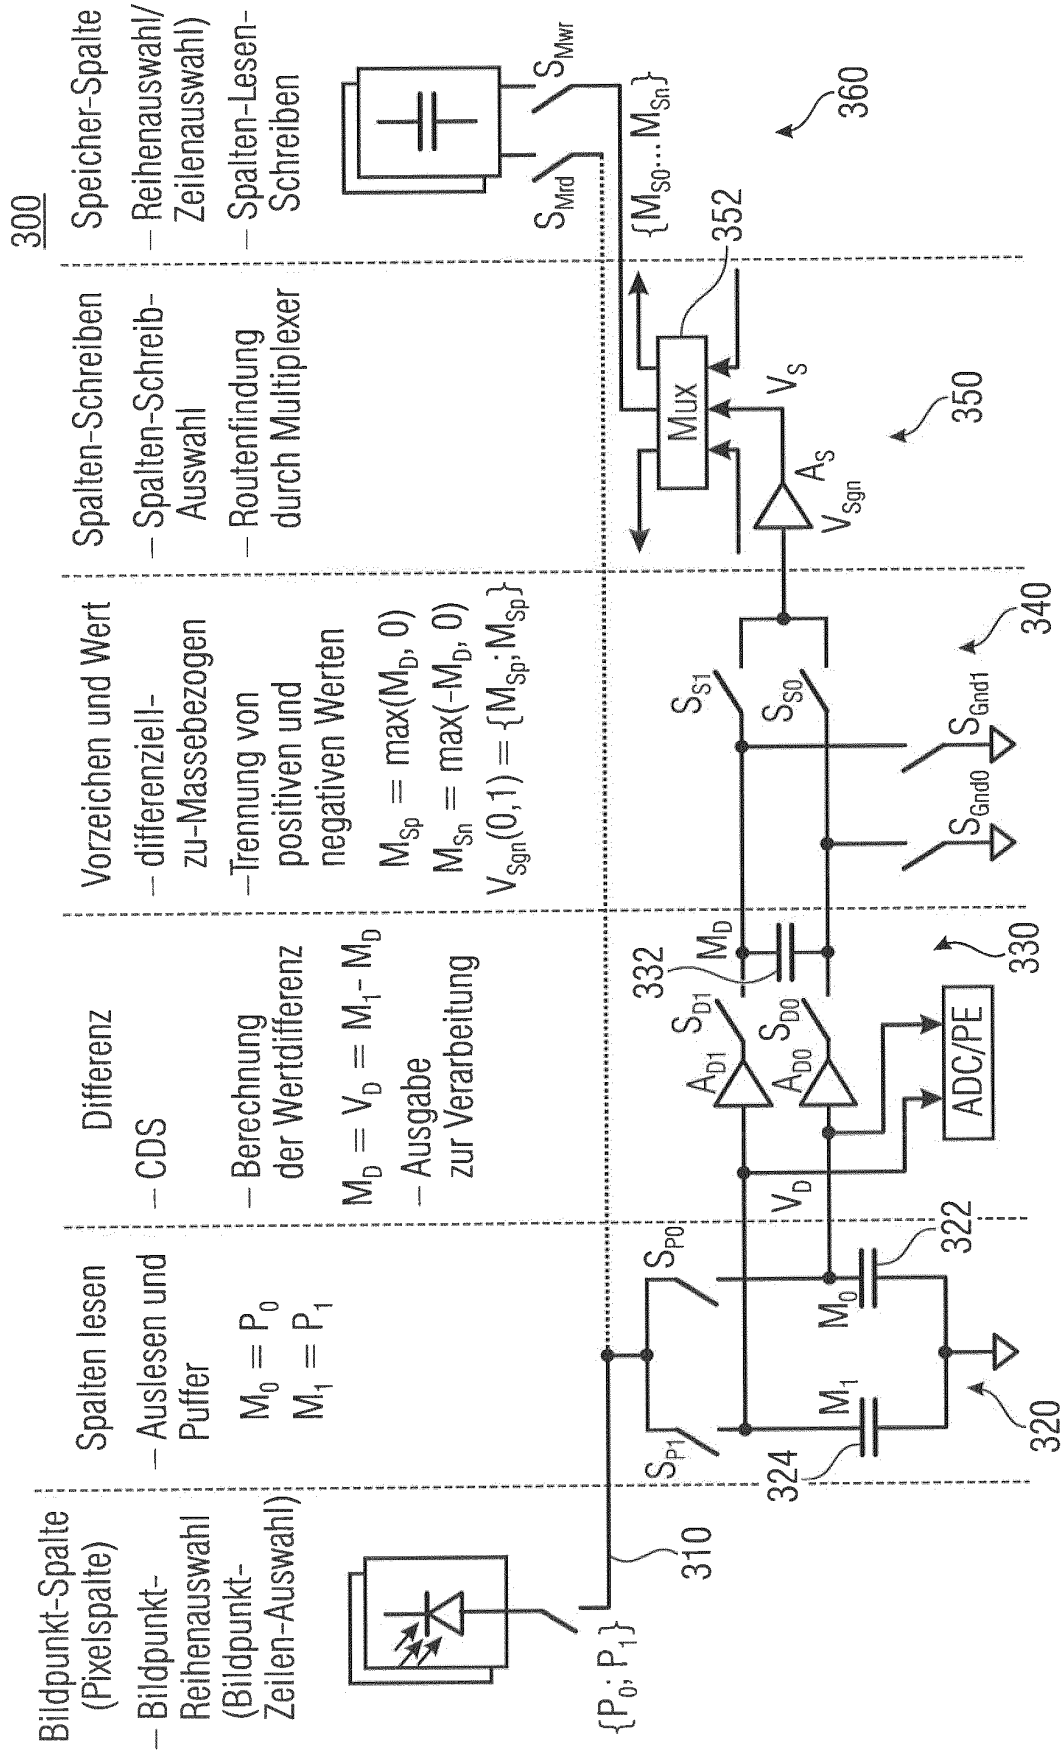 300
Bildpunkt-Spalte
(Pixelspalte)
– Bildpunkt-
Reihenauswahl
(Bildpunkt-
Zeilen-Auswahl)
Spalten lesen
– Auslesen und
Puffer
M0 = P0
M1 = P1
Differenz
– CDS
– Berechnung
der Wertdifferenz
MD = VD = M1- MD
– Ausgabe
zur Verarbeitung
Vorzeichen und Wert
– differenziell-
zu-Massebezogen
–Trennung von
positiven und
negativen Werten
MSp = max(MD, 0)
MSn = max(-MD, 0)
VSgn(0,1) = {MSp; MSp}
Spalten-Schreiben
– Spalten-Schreib-
Auswahl
– Routenfindung
durch Multiplexer
Speicher-Spalte
– Reihenauswahl/
Zeilenauswahl)
– Spalten-Lesen-
Schreiben
{P0; P1}
310
SP1
SP0
M1
M0
324
322
320
VD
AD1
SD1
AD0
SD0
MD
332
ADC/PE
330
SS1
SS0
SGnd0
SGnd1
340
VSgn
AS
VS
Mux
352
350
SMrd
SMwr
{MS0... MSn}
360